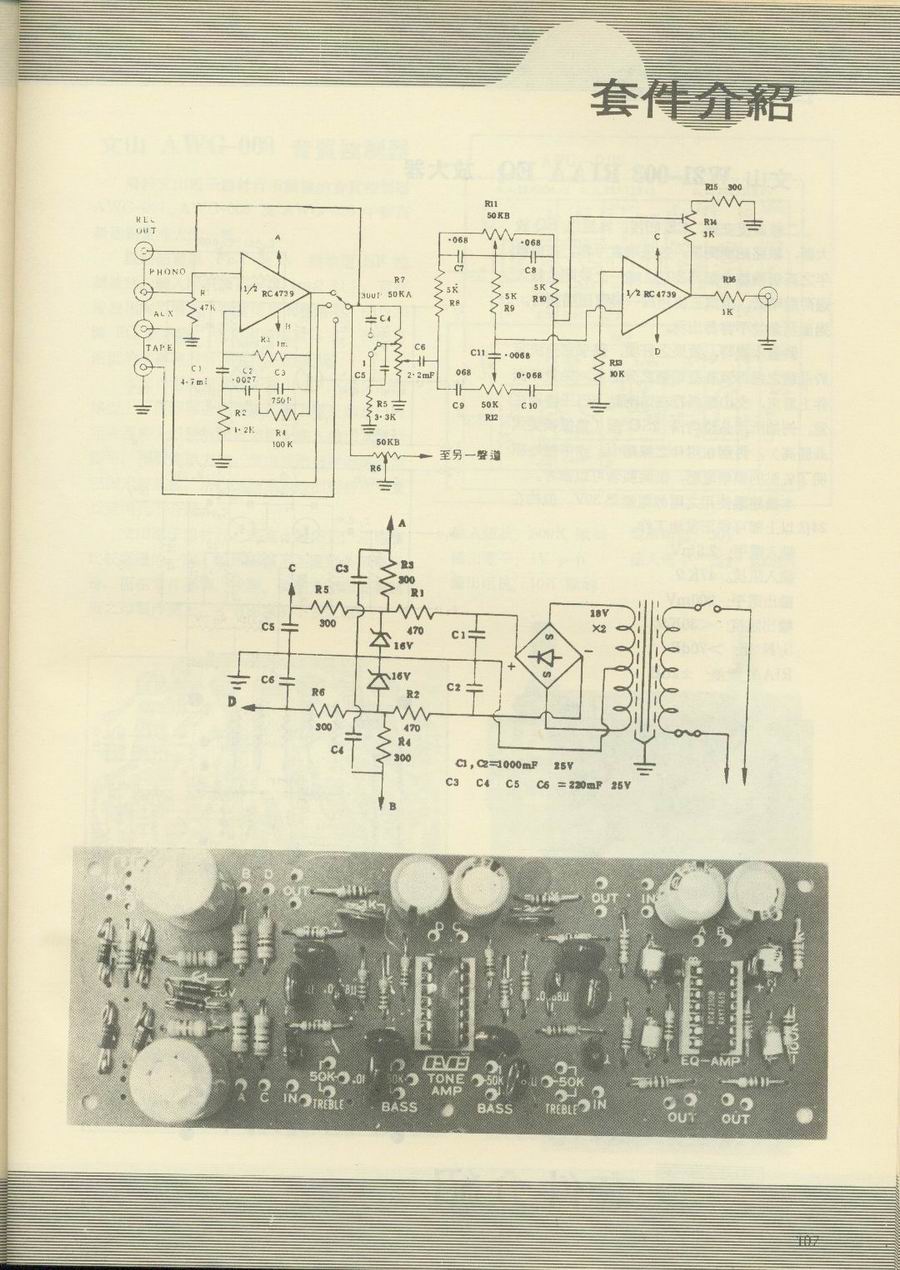 套件介紹
R15 300
R14
3K
REC
OUT
PHONO
AUX
TAPE
47K
A
1/2 RC4739
R7
50KA
C4
C5
R5
3.3K
C6
2.2mF
C1
4.7mF
C2
.0027
C3
R2
1.2K
R4
100K
50KB
R6
至另一聲道
R11
50KB
.068
C7
.068
C8
5K
R8
5K
R9
5K
R10
C11
.0068
068
C9
50K
R12
0.068
C10
C
1/2 RC4739
D
R13
10K
R16
1K
A
C3
R3
300
C
R5
300
R1
470
C5
16V
C1
C6
16V
C2
D
R6
300
R2
470
C4
R4
300
B
S
S
+
-
18V
X2
C1,C2=1000mF 25V
C3 C4 C5 C6 =220mF 25V
B D
OUT
3K
D C
OUT
IN
A B
A C IN
50K
TREBLE
BASS
TONE
AMP
BASS
50K
TREBLE
IN
EQ-AMP
OUT OUT
100K
107